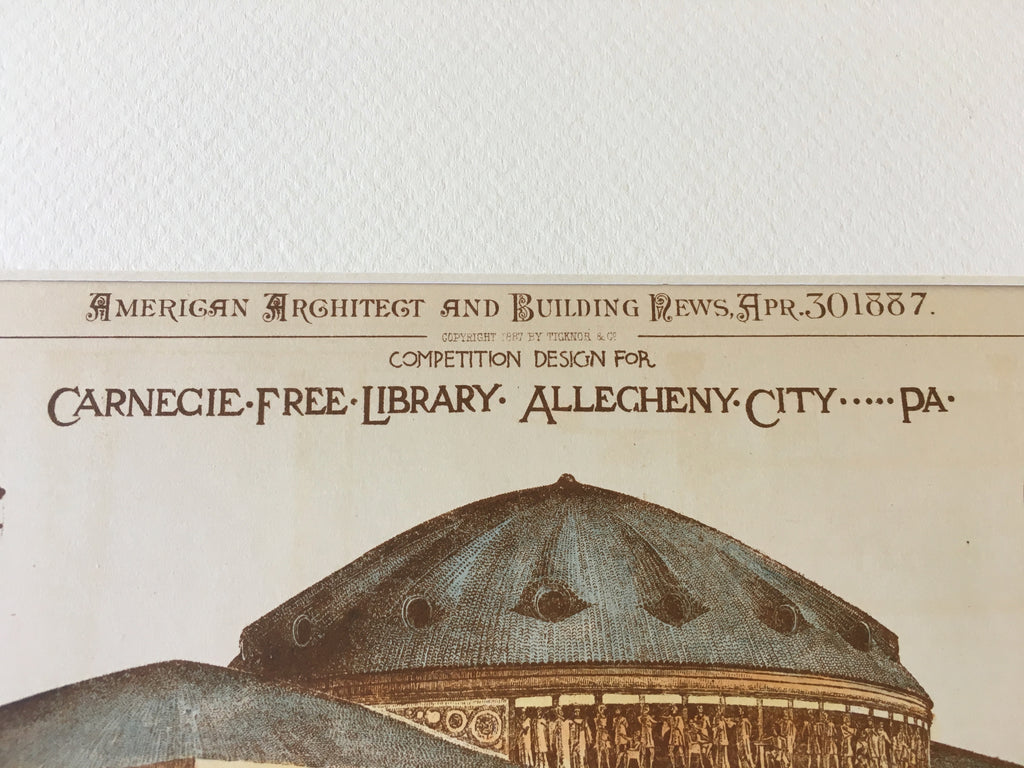 American Architect and Building News, Apr. 30 1887.
COPYRIGHT 1887 BY TICKNOR & Co
COMPETITION DESIGN FOR
CARNEGIE·FREE·LIBRARY· ALLEGHENY·CITY·····PA·